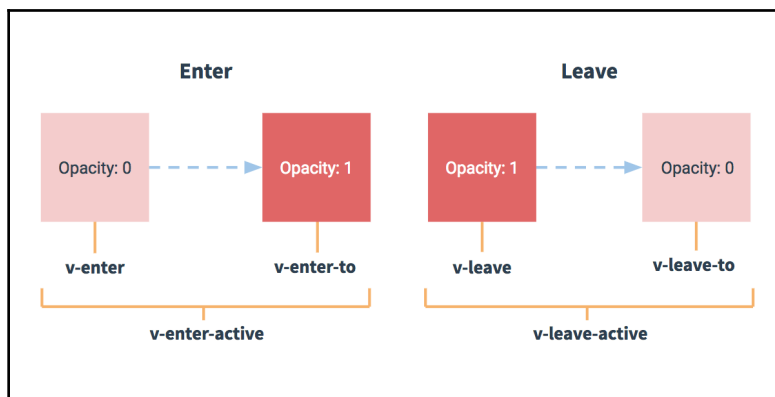 Enter
Leave
Opacity: 0
Opacity: 1
Opacity: 1
Opacity: 0
v-enter
v-enter-to
v-leave
v-leave-to
v-enter-active
v-leave-active